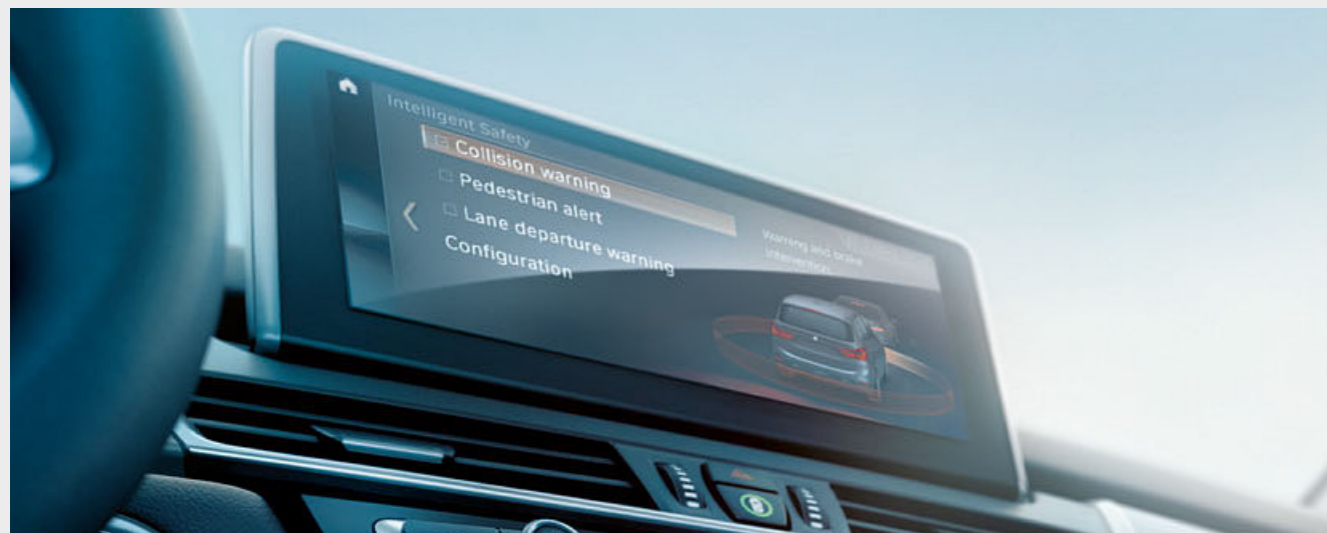 Intelligent Safety
Collision warning
Pedestrian alert
Lane departure warning
Configuration
Warning and brake
intervention